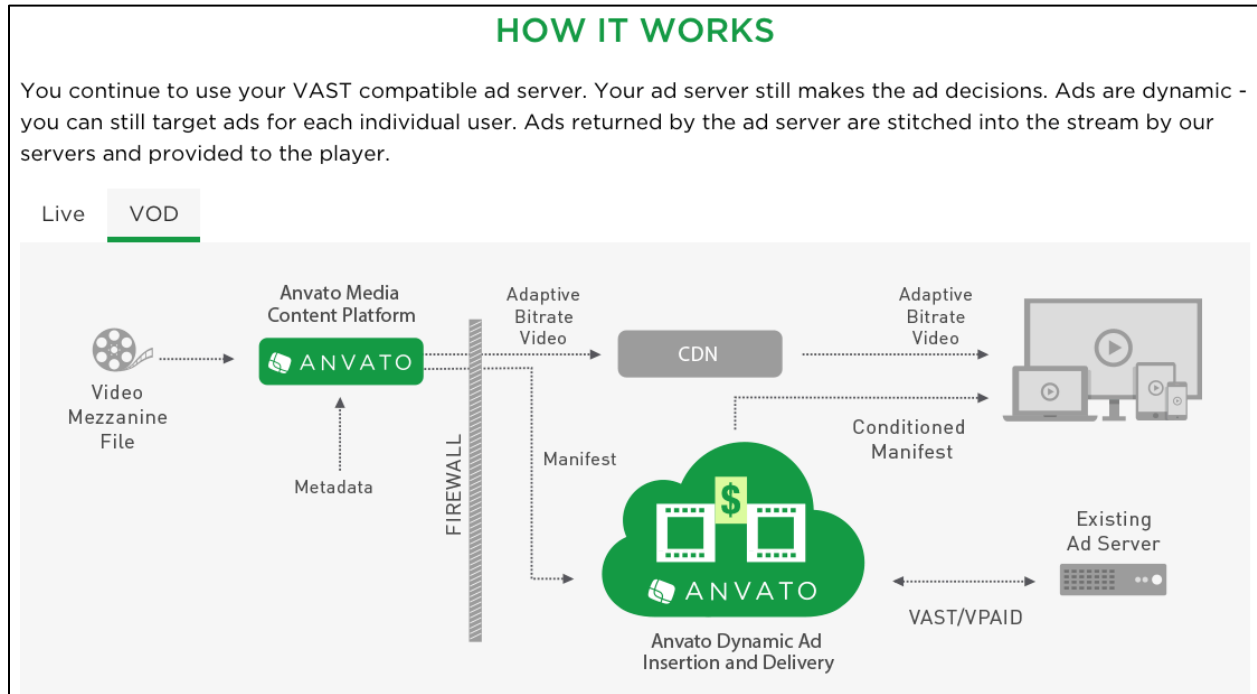 HOW IT WORKS
You continue to use your VAST compatible ad server. Your ad server still makes the ad decisions. Ads are dynamic -
you can still target ads for each individual user. Ads returned by the ad server are stitched into the stream by our
servers and provided to the player.
Live
VOD
Anvato Media
Content Platform
ANVATO
Video
Mezzanine
File
Metadata
FIREWALL
Adaptive
Bitrate
Video
CDN
Adaptive
Bitrate
Video
Manifest
Conditioned
Manifest
$
ANVATO
Anvato Dynamic Ad
Insertion and Delivery
Existing
Ad Server
VAST/VPAID